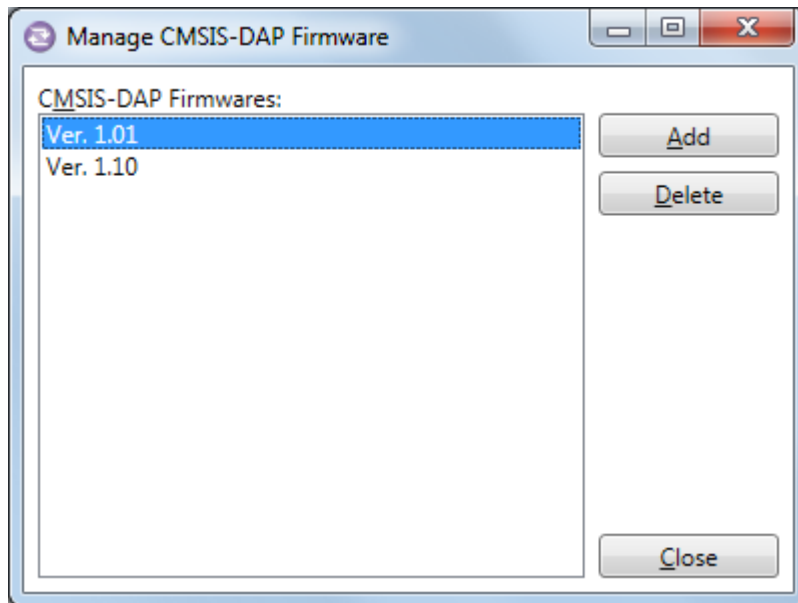 Manage CMSIS-DAP Firmware
CMSIS-DAP Firmwares:
Ver. 1.01
Ver. 1.10
Add
Delete
Close